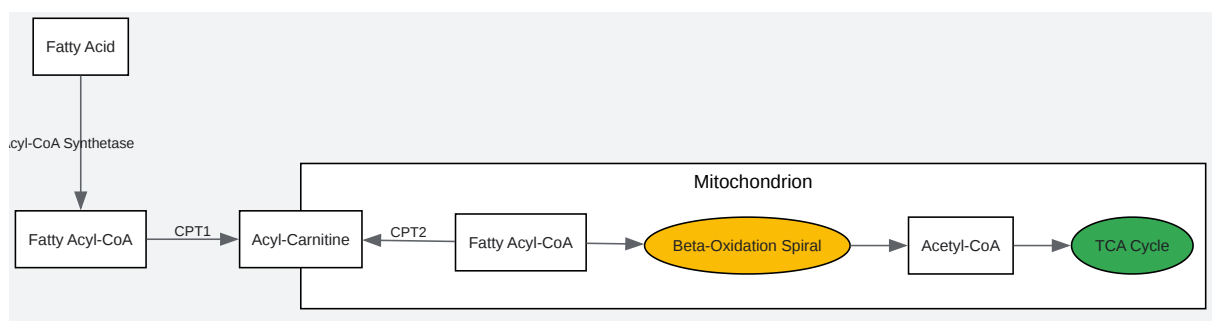 Fatty Acid
Acyl-CoA Synthetase
Mitochondrion
Fatty Acyl-CoA
CPT1
Acyl-Carnitine
CPT2
Fatty Acyl-CoA
Beta-Oxidation Spiral
Acetyl-CoA
TCA Cycle